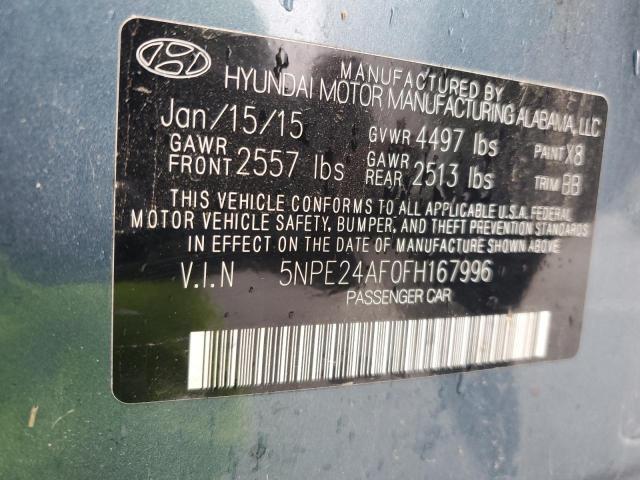 MANUFACTURED BY
HYUNDAI MOTOR MANUFACTURING ALABAMA, LLC
Jan/15/15 GVWR 4497 lbs PAINT X8
GAWR FRONT 2557 lbs GAWR REAR 2513 lbs TRIM BB
THIS VEHICLE CONFORMS TO ALL APPLICABLE U.S.A. FEDERAL
MOTOR VEHICLE SAFETY, BUMPER, AND THEFT PREVENTION STANDARDS
IN EFFECT ON THE DATE OF MANUFACTURE SHOWN ABOVE.
V.I.N 5NPE24AF0FH167996
PASSENGER CAR